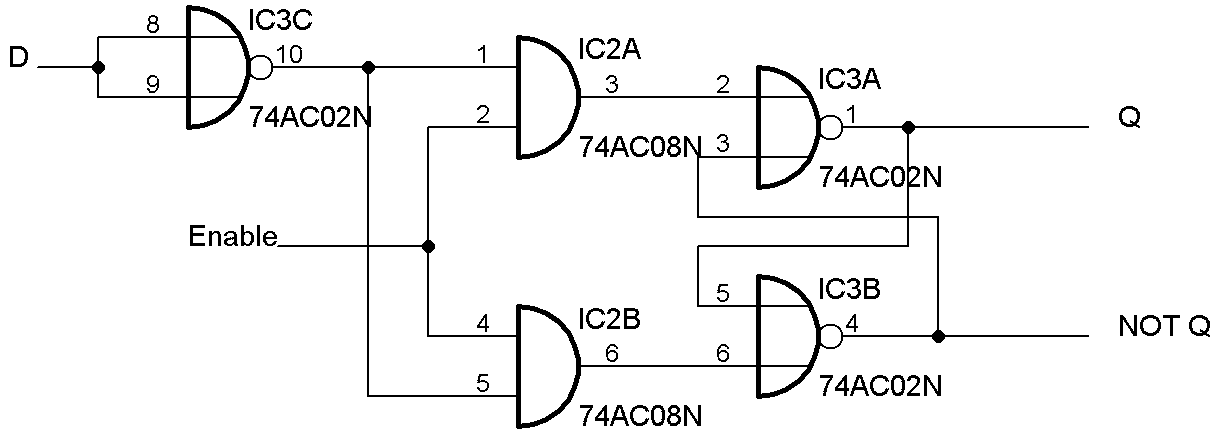 D
8
9
IC3C
10
74AC02N
1
2
IC2A
3
74AC08N
2
3
IC3A
1
74AC02N
Q
Enable
4
5
IC2B
6
74AC08N
5
6
IC3B
4
74AC02N
NOT Q